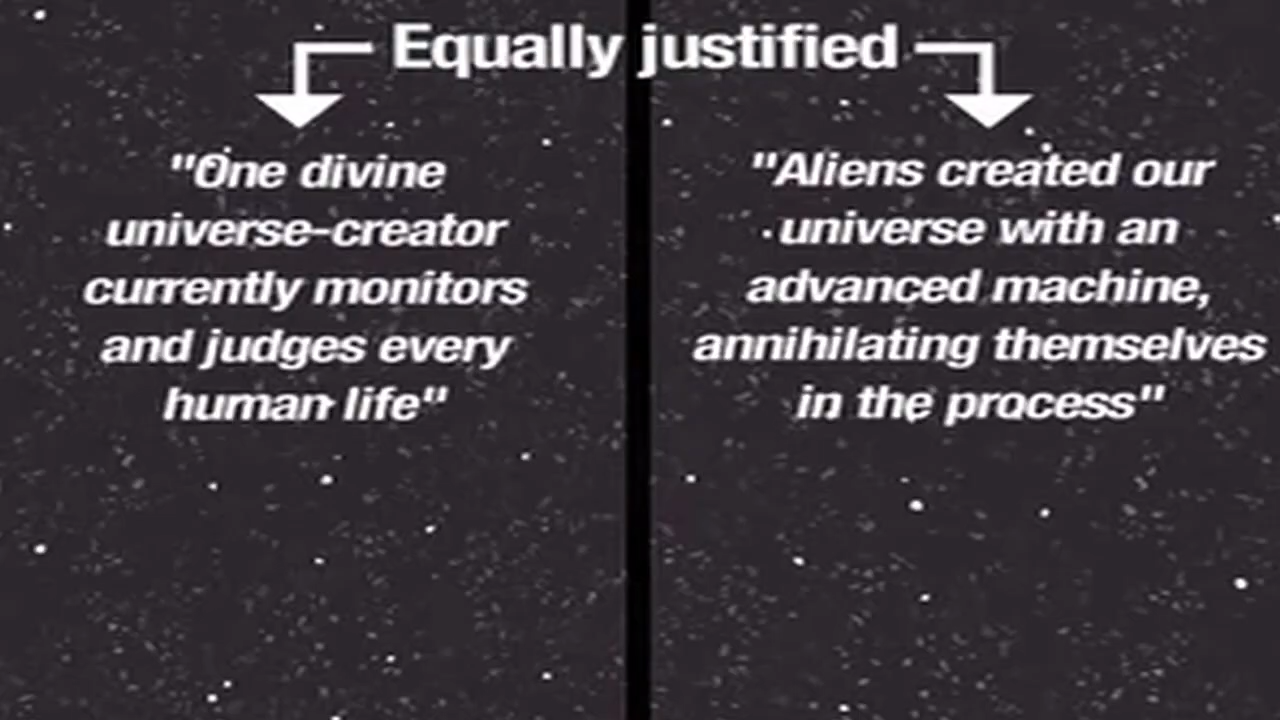 Equally justified
"One divine
universe-creator
currently monitors
and judges every
human life"
"Aliens created our
universe with an
advanced machine,
annihilating themselves
in the process"